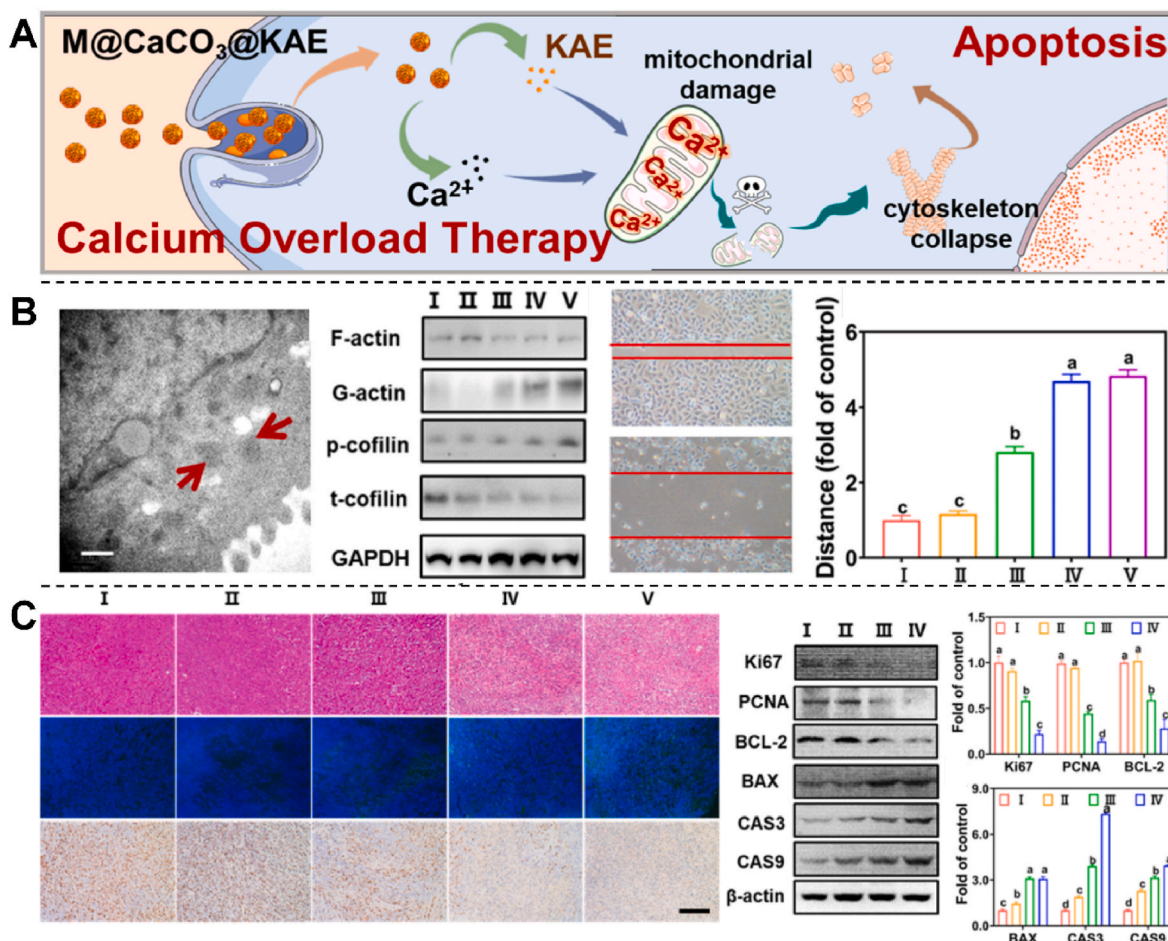 A
M@CaCO₃@KAE
KAE
mitochondrial
damage
Apoptosis
Ca²⁺
Ca²⁺
Ca²⁺
Ca²⁺
cytoskeleton
collapse
Calcium Overload Therapy
B
I II III IV V
F-actin
G-actin
p-cofilin
t-cofilin
GAPDH
Distance (fold of control)
6
4
2
0
c c b a a
I II III IV V
C
I II III IV V
I II III IV
Ki67
PCNA
BCL-2
BAX
CAS3
CAS9
β-actin
Fold of control
1.5
1.0
0.5
0.0
I II III IV
a a b c a a c d a a b c
Ki67 PCNA BCL-2
Fold of control
9.0
6.0
3.0
0.0
I II III IV
c b a a d c b a d c b a
BAX CAS3 CAS9